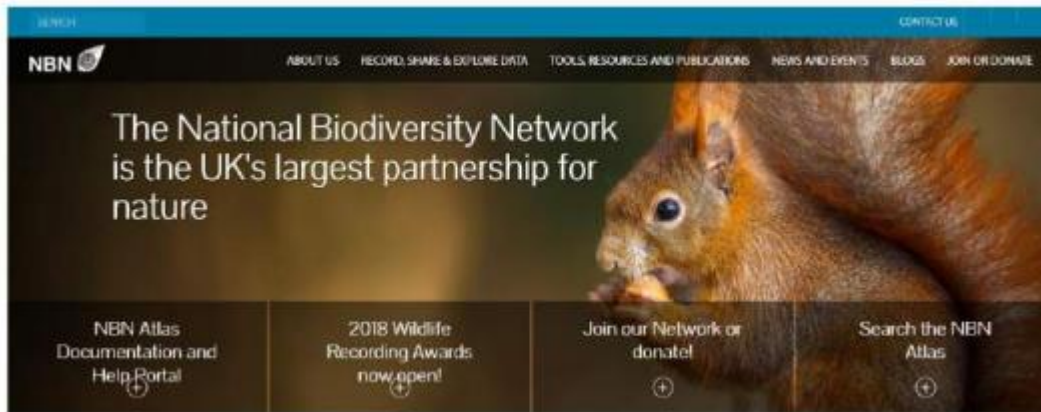 SEARCH
CONTACT US
NBN
ABOUT US RECORD, SHARE & EXPLORE DATA TOOLS, RESOURCES AND PUBLICATIONS NEWS AND EVENTS BLOGS JOIN OR DONATE
The National Biodiversity Network
is the UK's largest partnership for
nature
NBN Atlas
Documentation and
Help Portal
2018 Wildlife
Recording Awards
now open!
Join our Network or
donate!
Search the NBN
Atlas